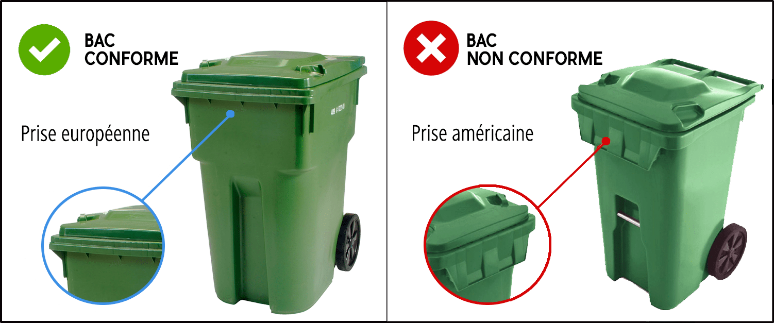 BAC
CONFORME
Prise européenne
BAC
NON CONFORME
Prise américaine